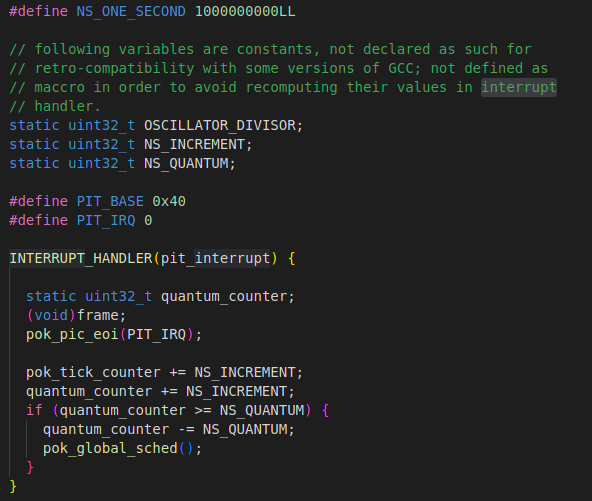 #define NS_ONE_SECOND 1000000000LL
// following variables are constants, not declared as such for
// retro-compatibility with some versions of GCC; not defined as
// maccro in order to avoid recomputing their values in interrupt
// handler.
static uint32_t OSCILLATOR_DIVISOR;
static uint32_t NS_INCREMENT;
static uint32_t NS_QUANTUM;
#define PIT_BASE 0x40
#define PIT_IRQ 0
INTERRUPT_HANDLER(pit_interrupt) {
static uint32_t quantum_counter;
(void)frame;
pok_pic_eoi(PIT_IRQ);
pok_tick_counter += NS_INCREMENT;
quantum_counter += NS_INCREMENT;
if (quantum_counter >= NS_QUANTUM) {
quantum_counter -= NS_QUANTUM;
pok_global_sched();
}
}